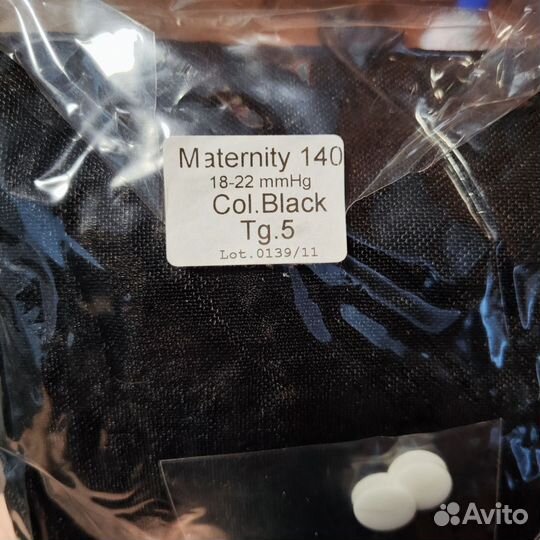 Maternity 140
18-22 mmHg
Col.Black
Tg.5
Lot.0139/11
Avito